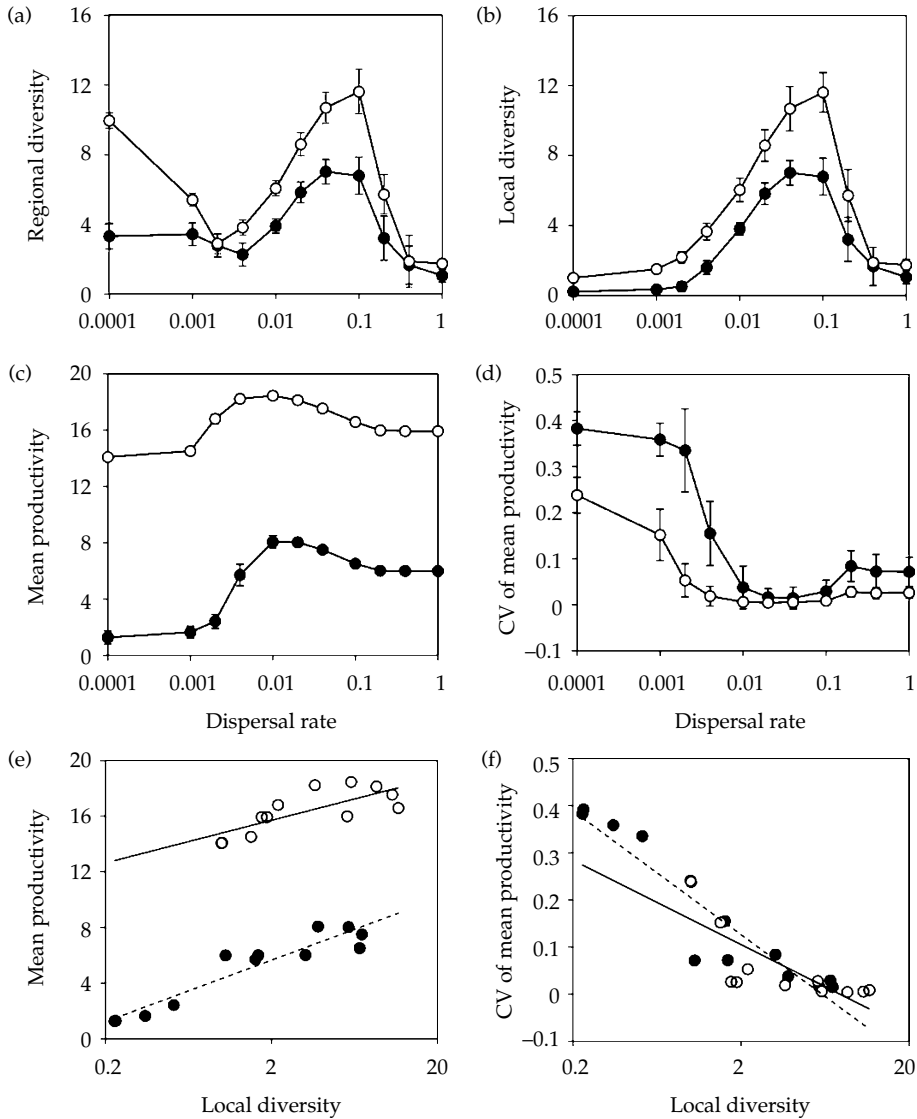 (a)
Regional diversity
16
12
8
4
0
0.0001 0.001 0.01 0.1 1
(b)
Local diversity
16
12
8
4
0
0.0001 0.001 0.01 0.1 1
(c)
Mean productivity
20
16
12
8
4
0
0.0001 0.001 0.01 0.1 1
Dispersal rate
(d)
CV of mean productivity
0.5
0.4
0.3
0.2
0.1
0
–0.1
0.0001 0.001 0.01 0.1 1
Dispersal rate
(e)
Mean productivity
20
16
12
8
4
0
0.2 2 20
Local diversity
(f)
CV of mean productivity
0.5
0.4
0.3
0.2
0.1
0
–0.1
0.2 2 20
Local diversity